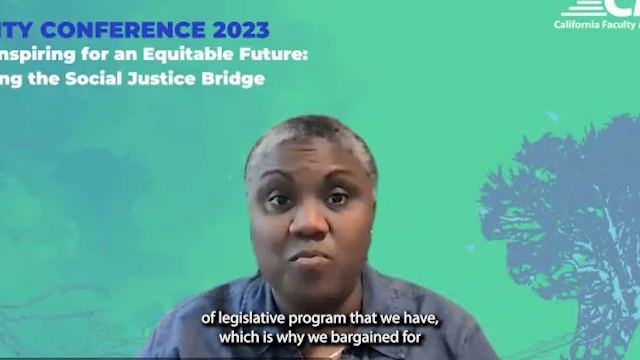 ITY CONFERENCE 2023
nspiring for an Equitable Future:
ng the Social Justice Bridge
California Faculty
of legislative program that we have,
which is why we bargained for